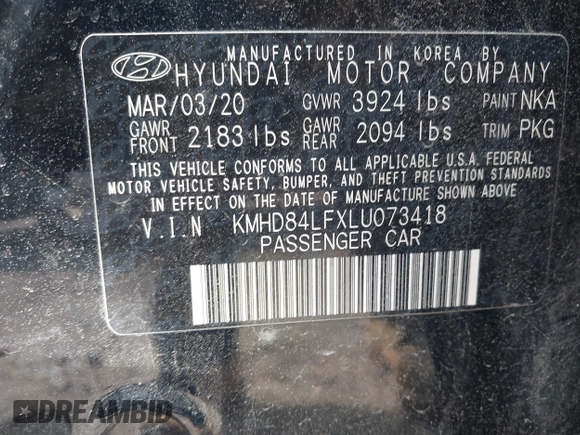 MANUFACTURED IN KOREA BY
HYUNDAI MOTOR COMPANY
MAR/03/20 GVWR 3924 lbs PAINT NKA
GAWR FRONT 2183 lbs GAWR REAR 2094 lbs TRIM PKG
THIS VEHICLE CONFORMS TO ALL APPLICABLE U.S.A. FEDERAL
MOTOR VEHICLE SAFETY, BUMPER, AND THEFT PREVENTION STANDARDS
IN EFFECT ON THE DATE OF MANUFACTURE SHOWN ABOVE
V.I.N KMHD84LFXLU073418
PASSENGER CAR
DREAMBID